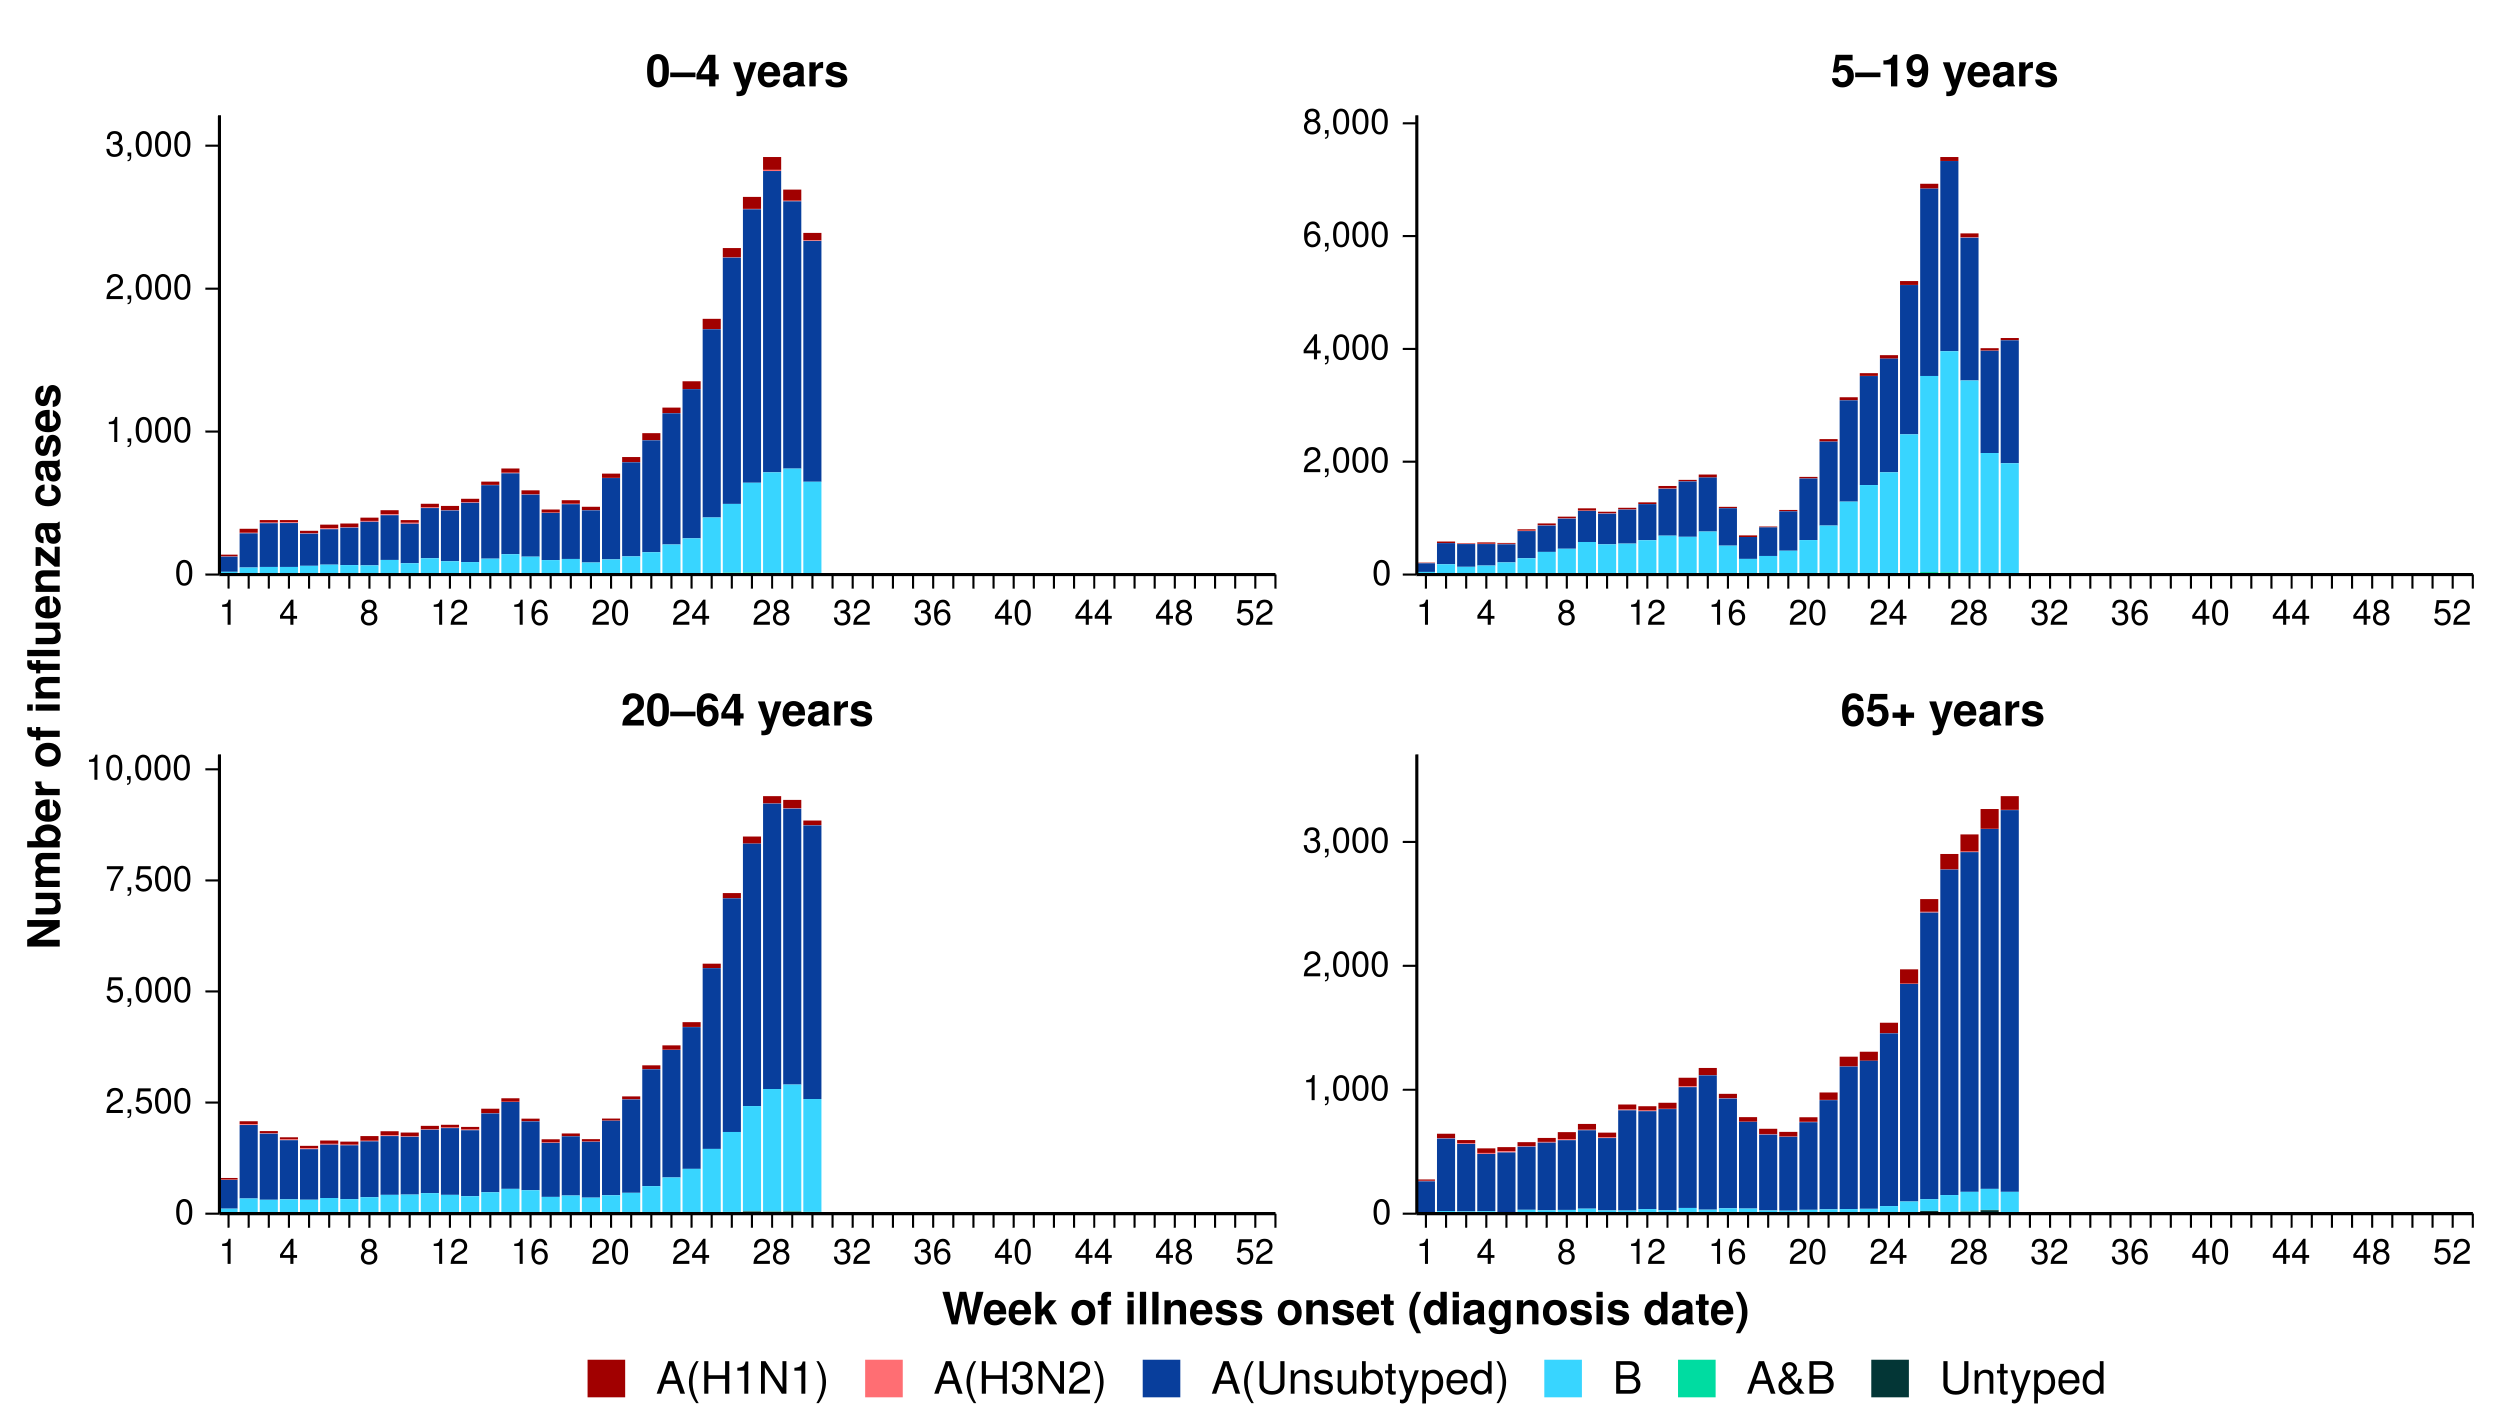 0–4 years
5–19 years
3,000
2,000
1,000
0
8,000
6,000
4,000
2,000
0
1 4 8 12 16 20 24 28 32 36 40 44 48 52
1 4 8 12 16 20 24 28 32 36 40 44 48 52
Number of influenza cases
20–64 years
65+ years
10,000
7,500
5,000
2,500
0
3,000
2,000
1,000
0
1 4 8 12 16 20 24 28 32 36 40 44 48 52
1 4 8 12 16 20 24 28 32 36 40 44 48 52
Week of illness onset (diagnosis date)
A(H1N1) A(H3N2) A(Unsubtyped) B A&B Untyped